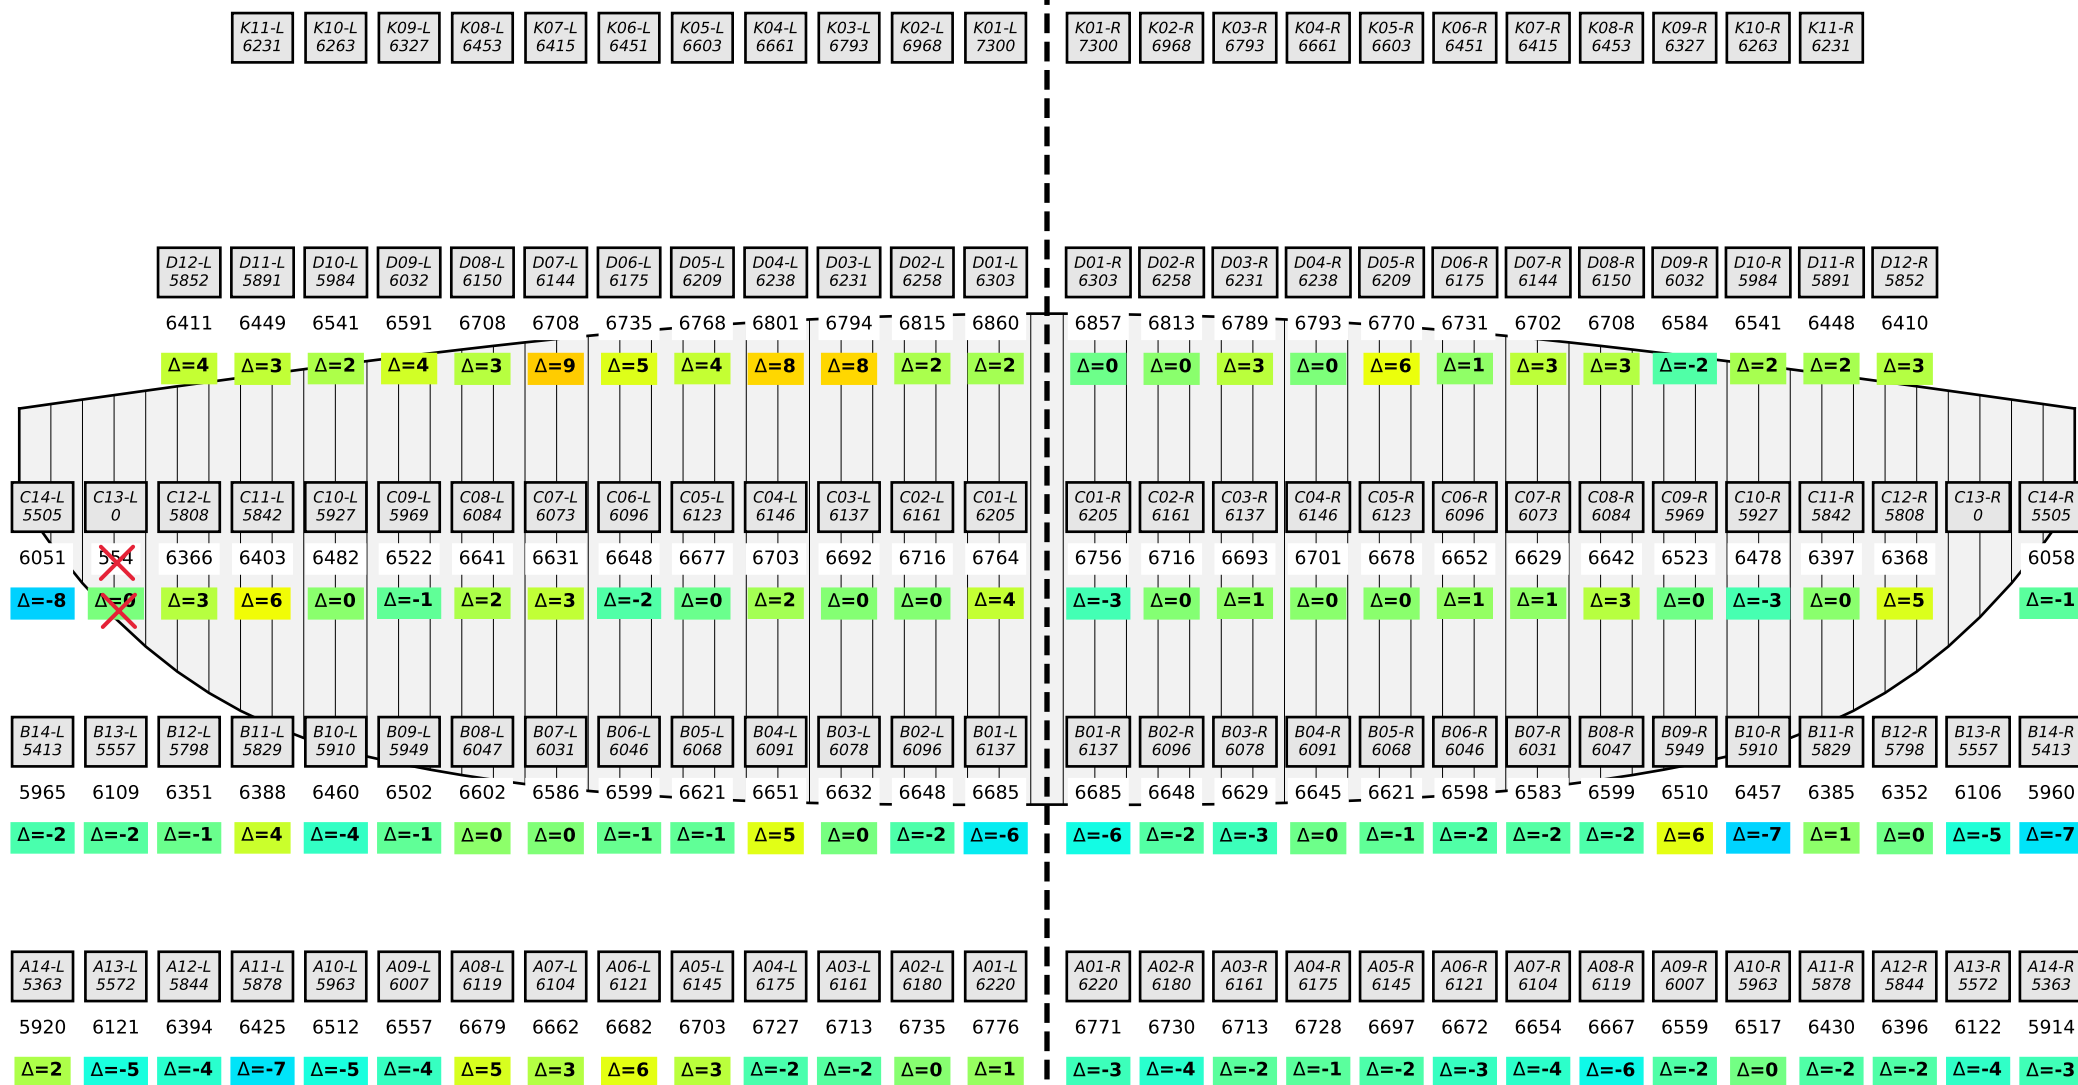 K11-L K10-L K09-L K08-L K07-L K06-L K05-L K04-L K03-L K02-L K01-L K01-R K02-R K03-R K04-R K05-R K06-R K07-R K08-R K09-R K10-R K11-R
6231 6263 6327 6453 6415 6451 6603 6661 6793 6968 7300 7300 6968 6793 6661 6603 6451 6415 6453 6327 6263 6231
D12-L D11-L D10-L D09-L D08-L D07-L D06-L D05-L D04-L D03-L D02-L D01-L D01-R D02-R D03-R D04-R D05-R D06-R D07-R D08-R D09-R D10-R D11-R D12-R
5852 5891 5984 6032 6150 6144 6175 6209 6238 6231 6258 6303 6303 6258 6231 6238 6209 6175 6144 6150 6032 5984 5891 5852
6411 6449 6541 6591 6708 6708 6735 6768 6801 6794 6815 6860 6857 6813 6789 6793 6770 6731 6702 6708 6584 6541 6448 6410
Δ=4 Δ=3 Δ=2 Δ=4 Δ=3 Δ=9 Δ=5 Δ=4 Δ=8 Δ=8 Δ=2 Δ=2 Δ=0 Δ=0 Δ=3 Δ=0 Δ=6 Δ=1 Δ=3 Δ=3 Δ=-2 Δ=2 Δ=2 Δ=3
C14-L C13-L C12-L C11-L C10-L C09-L C08-L C07-L C06-L C05-L C04-L C03-L C02-L C01-L C01-R C02-R C03-R C04-R C05-R C06-R C07-R C08-R C09-R C10-R C11-R C12-R C13-R C14-R
5505 0 5808 5842 5927 5969 6084 6073 6096 6123 6146 6137 6161 6205 6205 6161 6137 6146 6123 6096 6073 6084 5969 5927 5842 5808 0 5505
6051 554 6366 6403 6482 6522 6641 6631 6648 6677 6703 6692 6716 6764 6756 6716 6693 6701 6678 6652 6629 6642 6523 6478 6397 6368 6058
Δ=-8 Δ=0 Δ=3 Δ=6 Δ=0 Δ=-1 Δ=2 Δ=3 Δ=-2 Δ=0 Δ=2 Δ=0 Δ=0 Δ=4 Δ=-3 Δ=0 Δ=1 Δ=0 Δ=0 Δ=1 Δ=1 Δ=3 Δ=0 Δ=-3 Δ=0 Δ=5 Δ=-1
B14-L B13-L B12-L B11-L B10-L B09-L B08-L B07-L B06-L B05-L B04-L B03-L B02-L B01-L B01-R B02-R B03-R B04-R B05-R B06-R B07-R B08-R B09-R B10-R B11-R B12-R B13-R B14-R
5413 5557 5798 5829 5910 5949 6047 6031 6046 6068 6091 6078 6096 6137 6137 6096 6078 6091 6068 6046 6031 6047 5949 5910 5829 5798 5557 5413
5965 6109 6351 6388 6460 6502 6602 6586 6599 6621 6651 6632 6648 6685 6685 6648 6629 6645 6621 6598 6583 6599 6510 6457 6385 6352 6106 5960
Δ=-2 Δ=-2 Δ=-1 Δ=4 Δ=-4 Δ=-1 Δ=0 Δ=0 Δ=-1 Δ=-1 Δ=5 Δ=0 Δ=-2 Δ=-6 Δ=-6 Δ=-2 Δ=-3 Δ=0 Δ=-1 Δ=-2 Δ=-2 Δ=-2 Δ=6 Δ=-7 Δ=1 Δ=0 Δ=-5 Δ=-7
A14-L A13-L A12-L A11-L A10-L A09-L A08-L A07-L A06-L A05-L A04-L A03-L A02-L A01-L A01-R A02-R A03-R A04-R A05-R A06-R A07-R A08-R A09-R A10-R A11-R A12-R A13-R A14-R
5363 5572 5844 5878 5963 6007 6119 6104 6121 6145 6175 6161 6180 6220 6220 6180 6161 6175 6145 6121 6104 6119 6007 5963 5878 5844 5572 5363
5920 6121 6394 6425 6512 6557 6679 6662 6682 6703 6727 6713 6735 6776 6771 6730 6713 6728 6697 6672 6654 6667 6559 6517 6430 6396 6122 5914
Δ=2 Δ=-5 Δ=-4 Δ=-7 Δ=-5 Δ=-4 Δ=5 Δ=3 Δ=6 Δ=3 Δ=-2 Δ=-2 Δ=0 Δ=1 Δ=-3 Δ=-4 Δ=-2 Δ=-1 Δ=-2 Δ=-3 Δ=-4 Δ=-6 Δ=-2 Δ=0 Δ=-2 Δ=-2 Δ=-4 Δ=-3